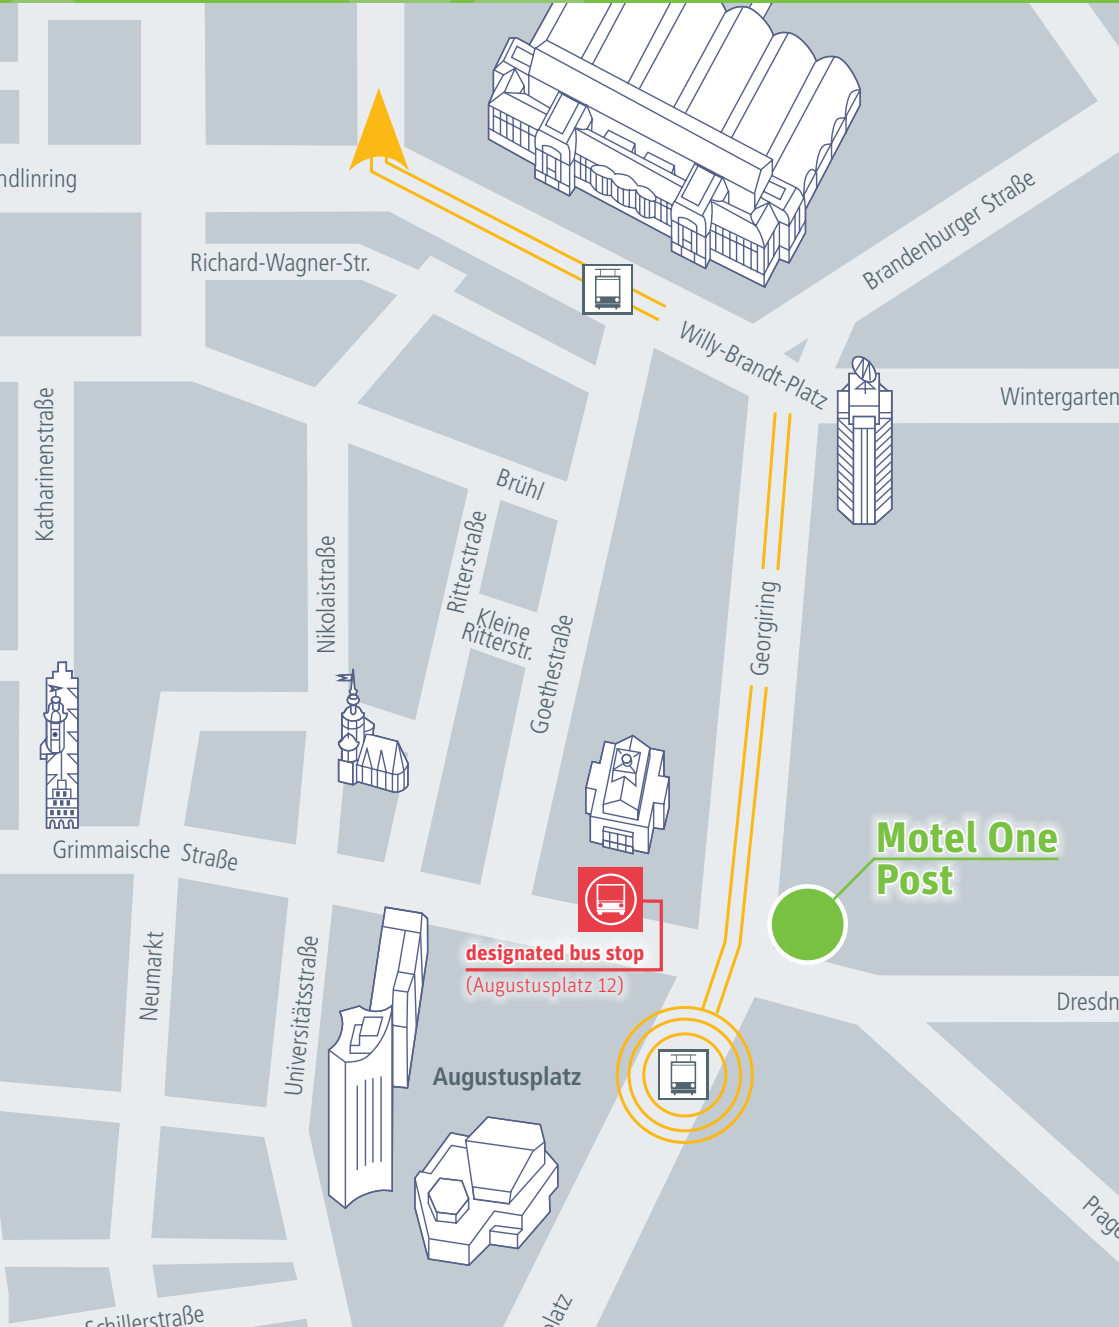 ndlinring
Richard-Wagner-Str.
Brandenburger Straße
Willy-Brandt-Platz
Wintergarten
Katharinenstraße
Brühl
Ritterstraße
Nikolaistraße
Kleine
Ritterstr.
Goethestraße
Georgiring
Grimmaische Straße
Motel One
Post
designated bus stop
(Augustusplatz 12)
Neumarkt
Universitätsstraße
Dresdn
Augustusplatz
Prage
Schillerstraße
platz